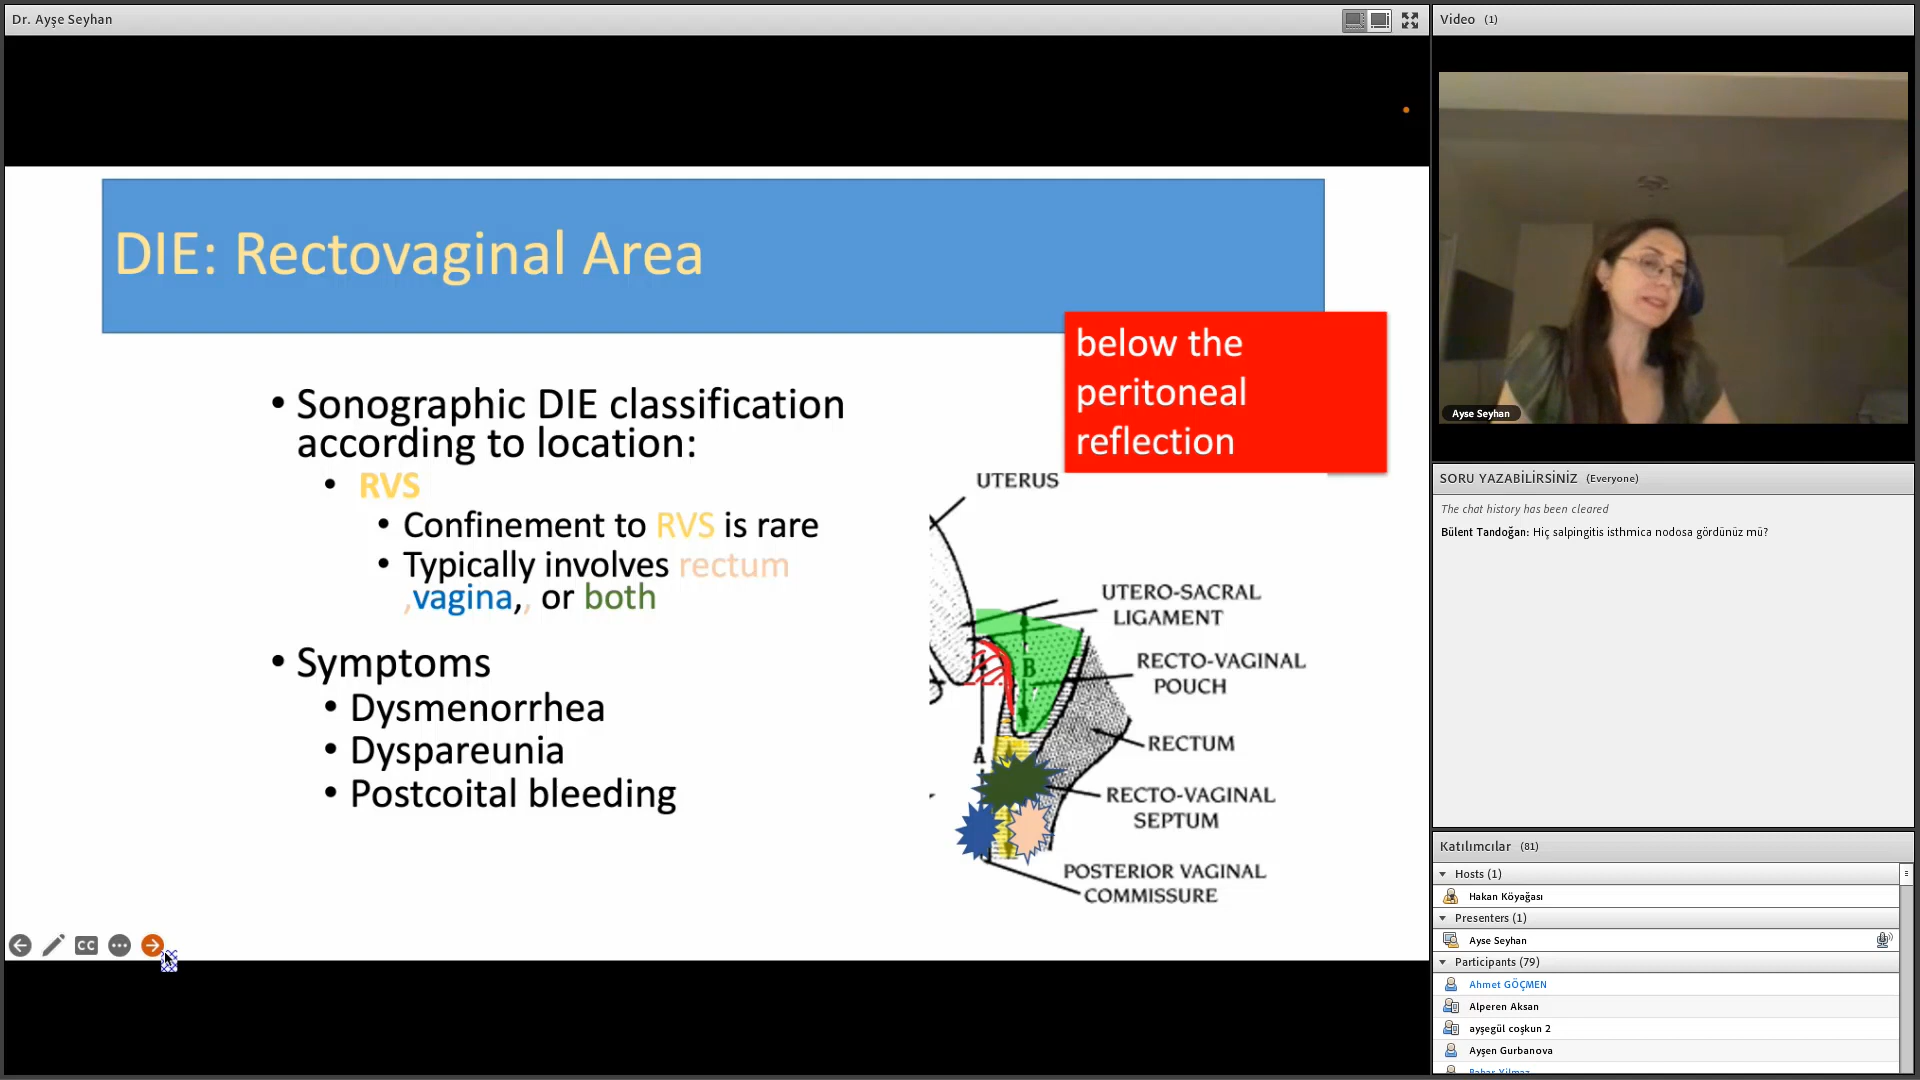 Dr. Ayşe Seyhan
DIE: Rectovaginal Area
below the
peritoneal
reflection
• Sonographic DIE classification
according to location:
• RVS
• Confinement to RVS is rare
• Typically involves rectum
,vagina,, or both
• Symptoms
• Dysmenorrhea
• Dyspareunia
• Postcoital bleeding
UTERUS
UTERO-SACRAL
LIGAMENT
RECTO-VAGINAL
POUCH
B
RECTUM
A
RECTO-VAGINAL
SEPTUM
POSTERIOR VAGINAL
COMMISSURE
CC
Video (1)
Ayse Seyhan
SORU YAZABİLİRSİNİZ (Everyone)
The chat history has been cleared
Bülent Tandoğan: Hiç salpingitis isthmica nodosa gördünüz mü?
Katılımcılar (81)
Hosts (1)
Hakan Köyağası
Presenters (1)
Ayse Seyhan
Participants (79)
Ahmet GÖÇMEN
Alperen Aksan
ayşegül coşkun 2
Ayşen Gurbanova